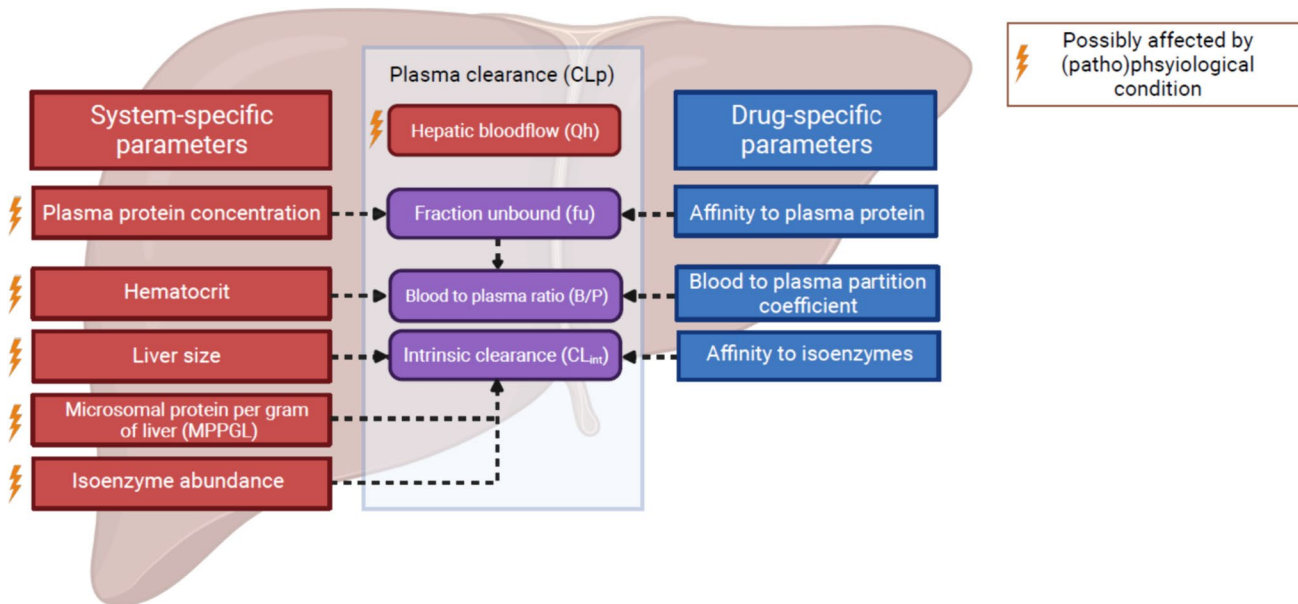 Plasma clearance (CLp)
Possibly affected by
(patho)phsyiological
condition
System-specific
parameters
Hepatic bloodflow (Qh)
Drug-specific
parameters
Plasma protein concentration
Fraction unbound (fu)
Affinity to plasma protein
Hematocrit
Blood to plasma ratio (B/P)
Blood to plasma partition
coefficient
Liver size
Intrinsic clearance (CLint)
Affinity to isoenzymes
Microsomal protein per gram
of liver (MPPGL)
Isoenzyme abundance